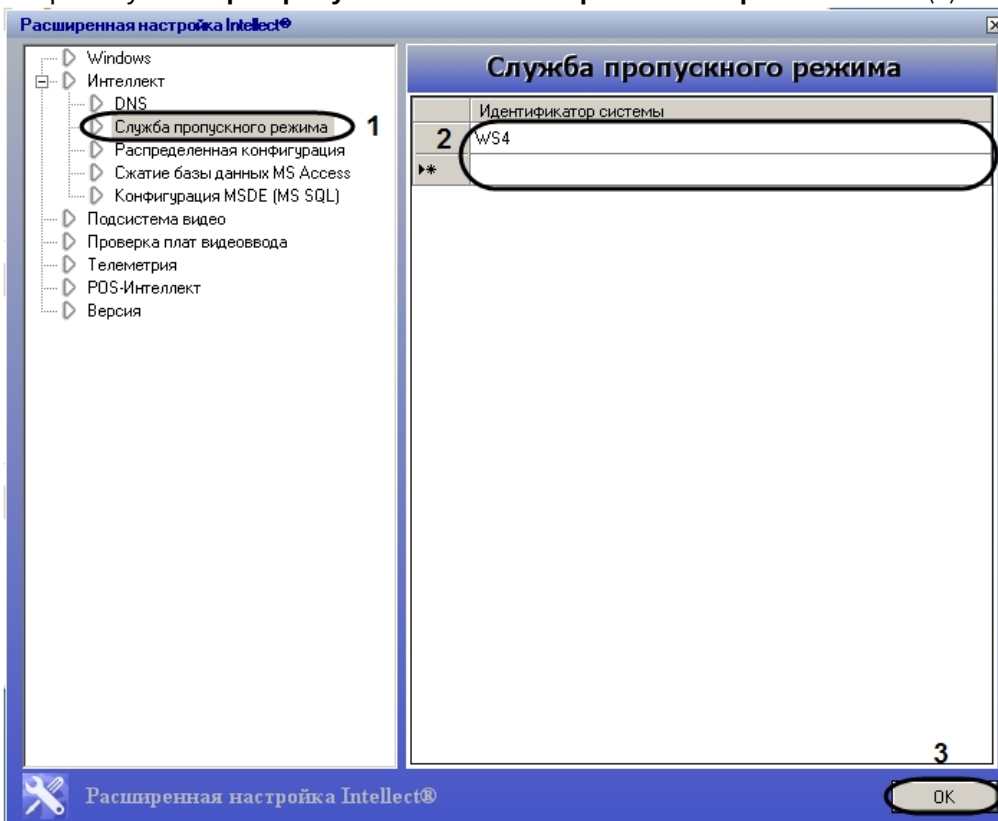 Расширенная настройка Intellect®
Windows
Интеллект
DNS
Служба пропускного режима 1
Распределенная конфигурация
Сжатие базы данных MS Access
Конфигурация MSDE (MS SQL)
Подсистема видео
Проверка плат видеоввода
Телеметрия
POS-Интеллект
Версия
Служба пропускного режима
Идентификатор системы
2 WS4
3
Расширенная настройка Intellect®
OK